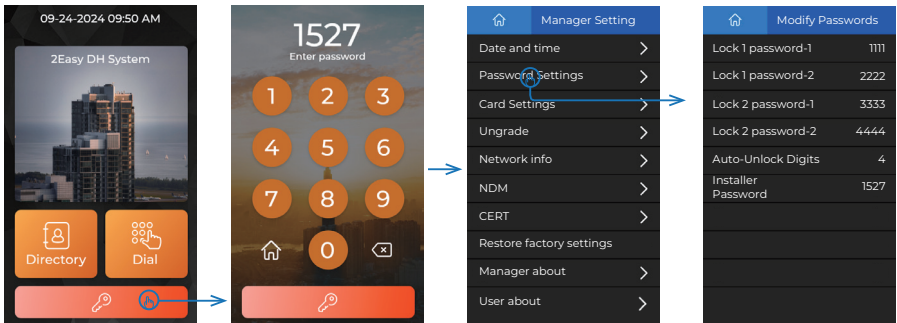 09-24-2024 09:50 AM
2Easy DH System
Directory
Dial
1527
Enter password
1 2 3
4 5 6
7 8 9
0
Manager Setting
Date and time
Password Settings
Card Settings
Ungrade
Network info
NDM
CERT
Restore factory settings
Manager about
User about
Modify Passwords
Lock 1 password-1 1111
Lock 1 password-2 2222
Lock 2 password-1 3333
Lock 2 password-2 4444
Auto-Unlock Digits 4
Installer
Password 1527